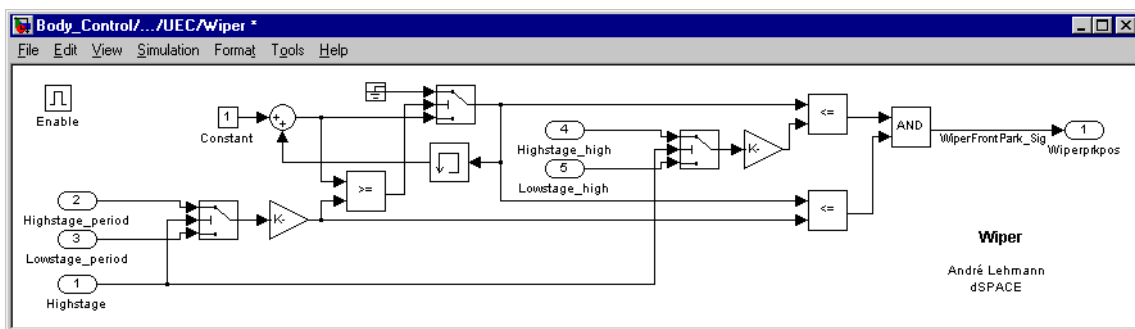 Body_Control/.../UEC/Wiper *
File Edit View Simulation Format Tools Help
Enable
1
Constant
++
>=
2
Highstage_period
3
Lowstage_period
1
Highstage
K-
4
Highstage_high
5
Lowstage_high
K-
<=
<=
AND
WiperFrontPark_Sig
1
Wiperprkpos
Wiper
André Lehmann
dSPACE